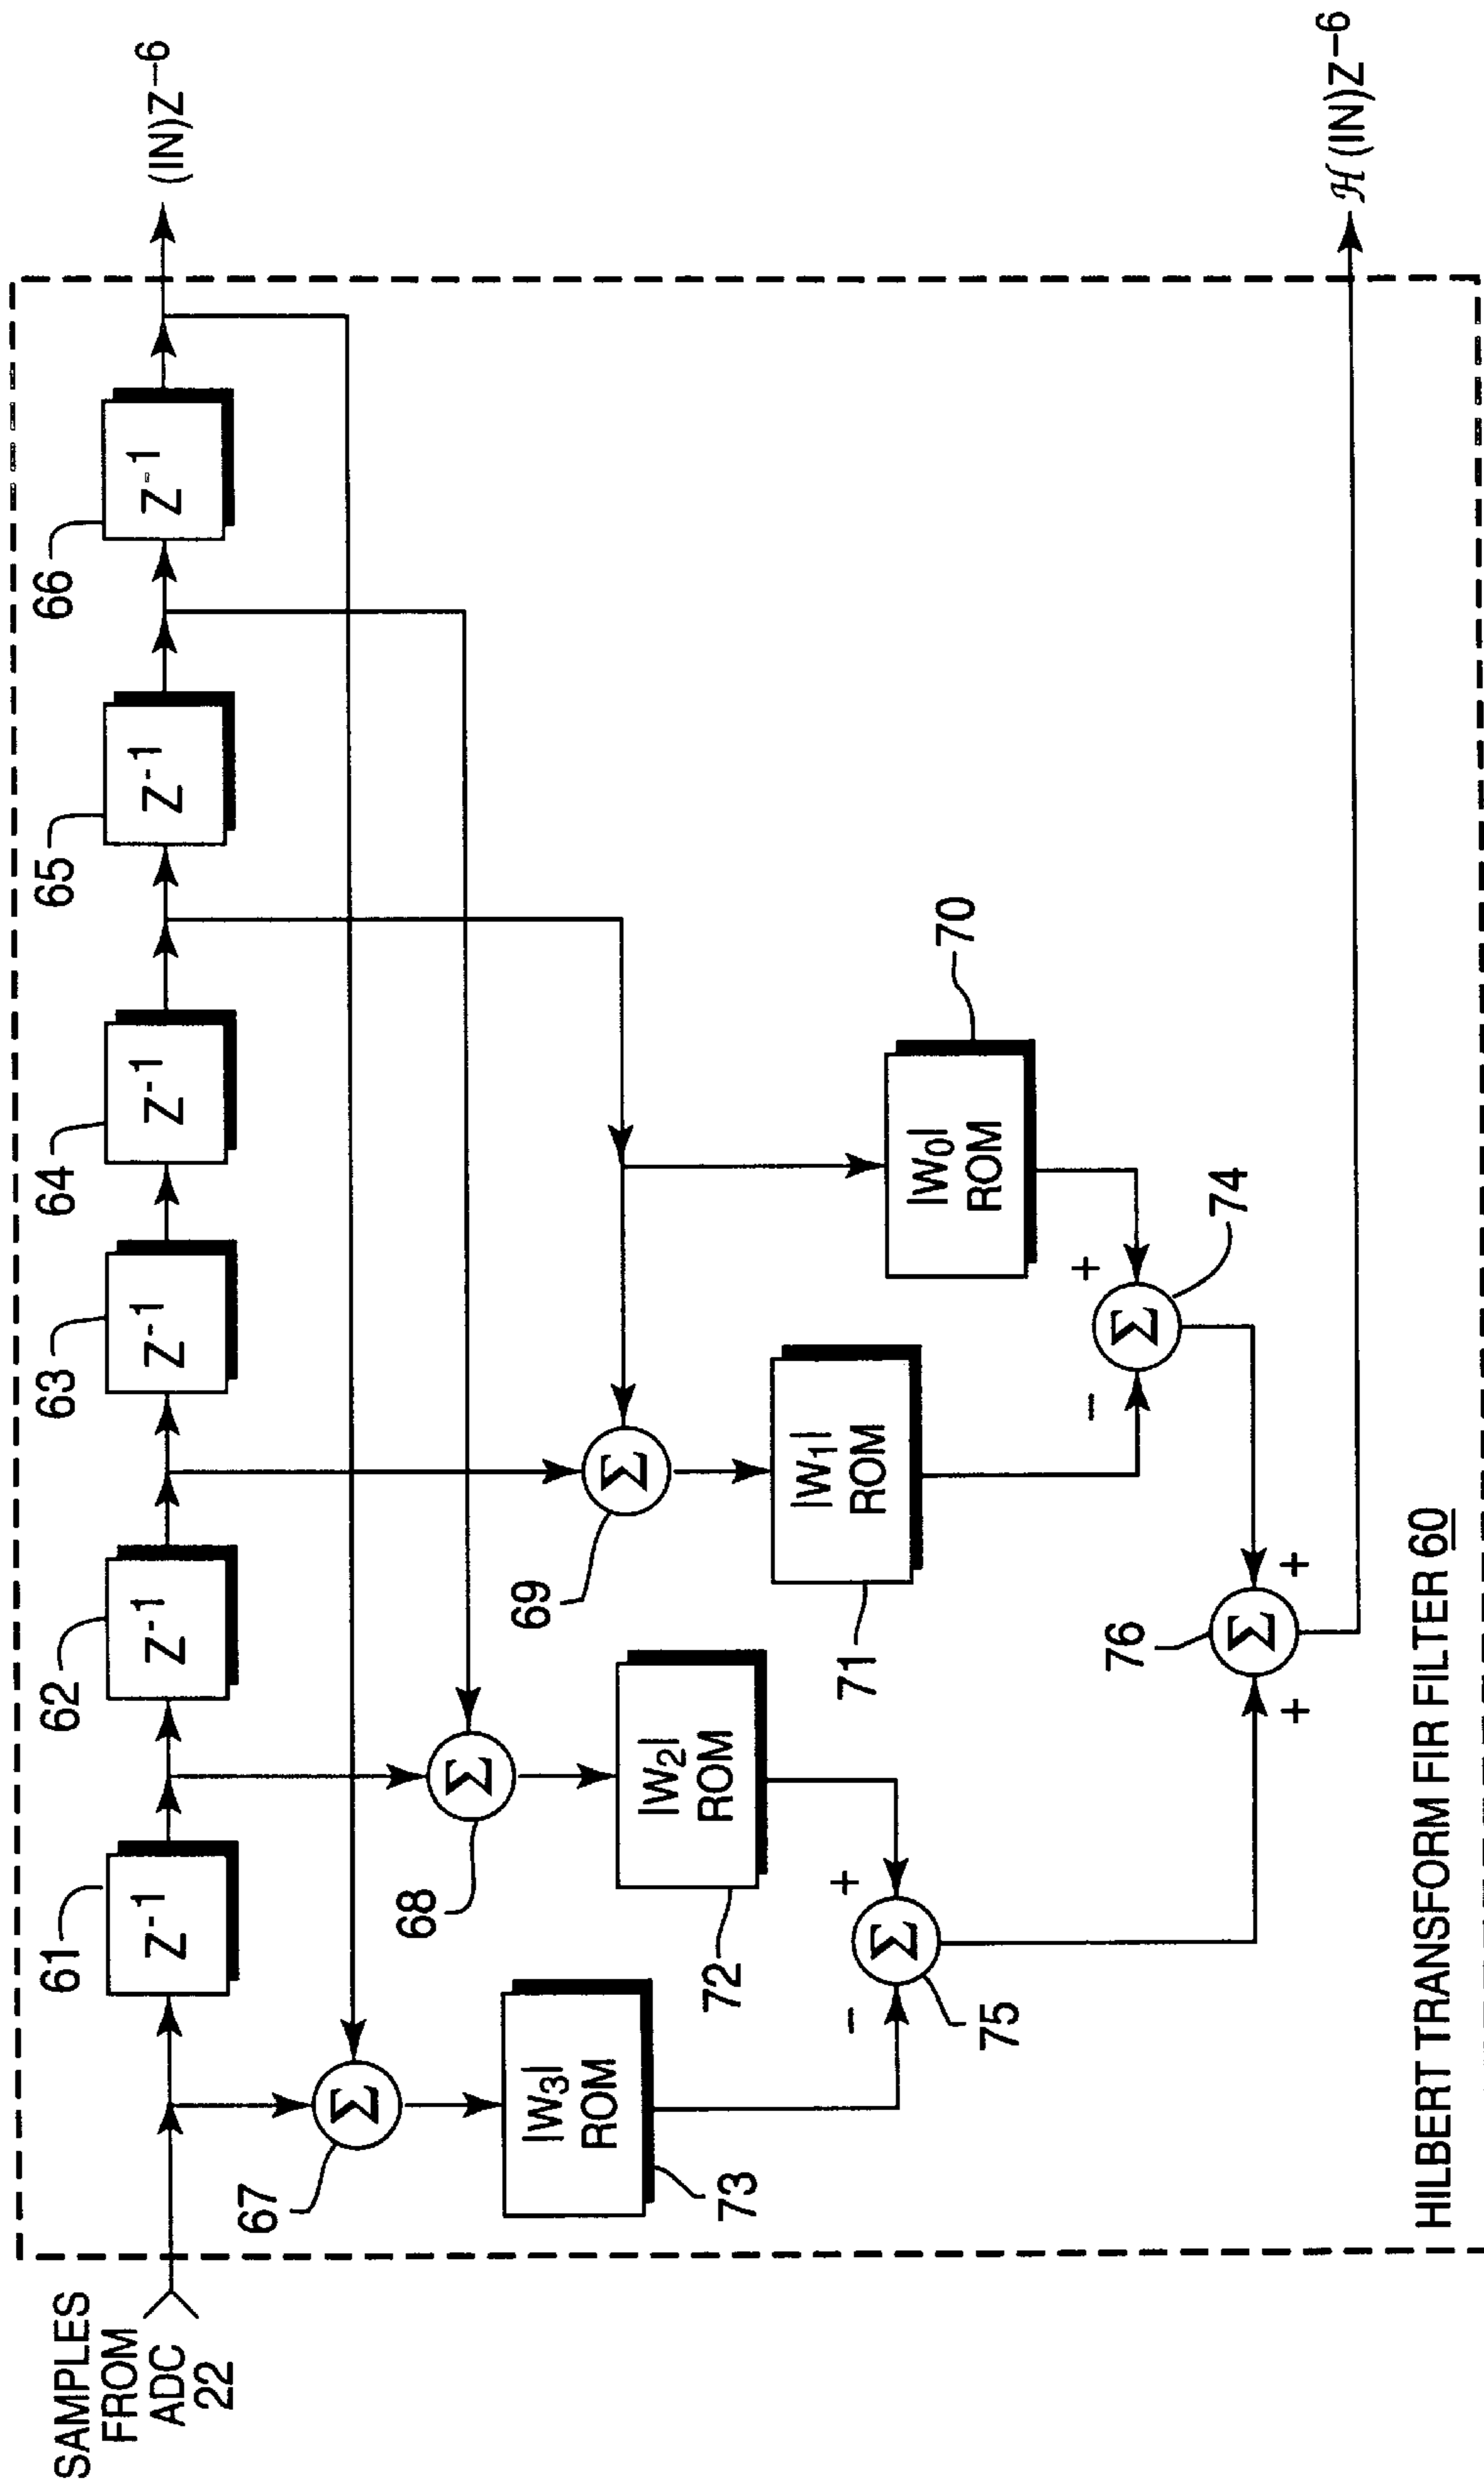 SAMPLES
FROM
ADC
22
61
Z⁻¹
62
Z⁻¹
63
Z⁻¹
64
Z⁻¹
65
Z⁻¹
66
Z⁻¹
(IN)Z⁻⁶
67
Σ
68
Σ
69
Σ
|W₃|
ROM
73
|W₂|
ROM
72
|W₁|
ROM
71
|W₀|
ROM
70
−
+
Σ
75
−
+
Σ
74
+
+
Σ
76
ℋ(IN)Z⁻⁶
HILBERT TRANSFORM FIR FILTER 60